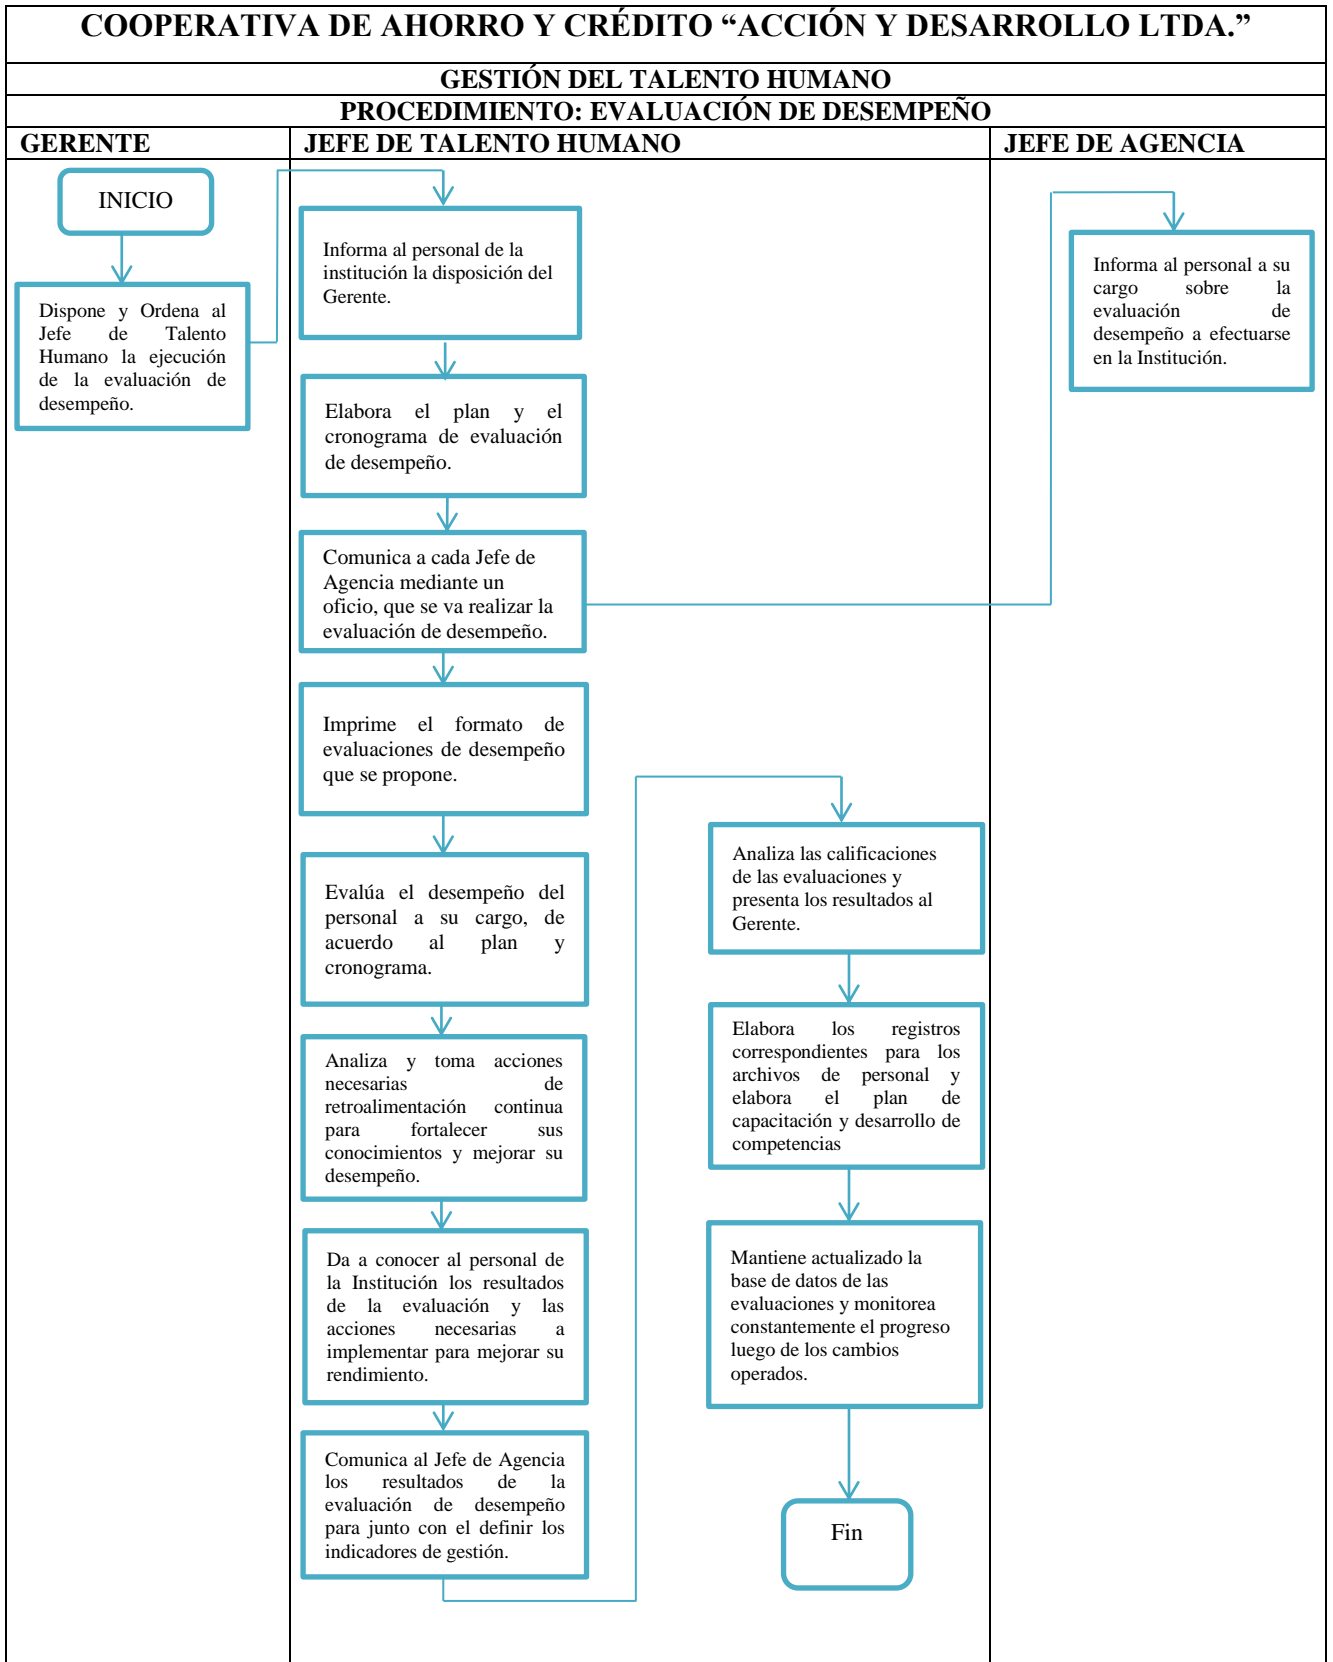 COOPERATIVA DE AHORRO Y CRÉDITO “ACCIÓN Y DESARROLLO LTDA.”
GESTIÓN DEL TALENTO HUMANO
PROCEDIMIENTO: EVALUACIÓN DE DESEMPEÑO
GERENTE
JEFE DE TALENTO HUMANO
JEFE DE AGENCIA
INICIO
Dispone y Ordena al
Jefe de Talento
Humano la ejecución
de la evaluación de
desempeño.
Informa al personal de la
institución la disposición del
Gerente.
Elabora el plan y el
cronograma de evaluación
de desempeño.
Comunica a cada Jefe de
Agencia mediante un
oficio, que se va realizar la
evaluación de desempeño.
Informa al personal a su
cargo sobre la
evaluación de
desempeño a efectuarse
en la Institución.
Imprime el formato de
evaluaciones de desempeño
que se propone.
Evalúa el desempeño del
personal a su cargo, de
acuerdo al plan y
cronograma.
Analiza y toma acciones
necesarias de
retroalimentación continua
para fortalecer sus
conocimientos y mejorar su
desempeño.
Da a conocer al personal de
la Institución los resultados
de la evaluación y las
acciones necesarias a
implementar para mejorar su
rendimiento.
Comunica al Jefe de Agencia
los resultados de la
evaluación de desempeño
para junto con el definir los
indicadores de gestión.
Analiza las calificaciones
de las evaluaciones y
presenta los resultados al
Gerente.
Elabora los registros
correspondientes para los
archivos de personal y
elabora el plan de
capacitación y desarrollo de
competencias
Mantiene actualizado la
base de datos de las
evaluaciones y monitorea
constantemente el progreso
luego de los cambios
operados.
Fin